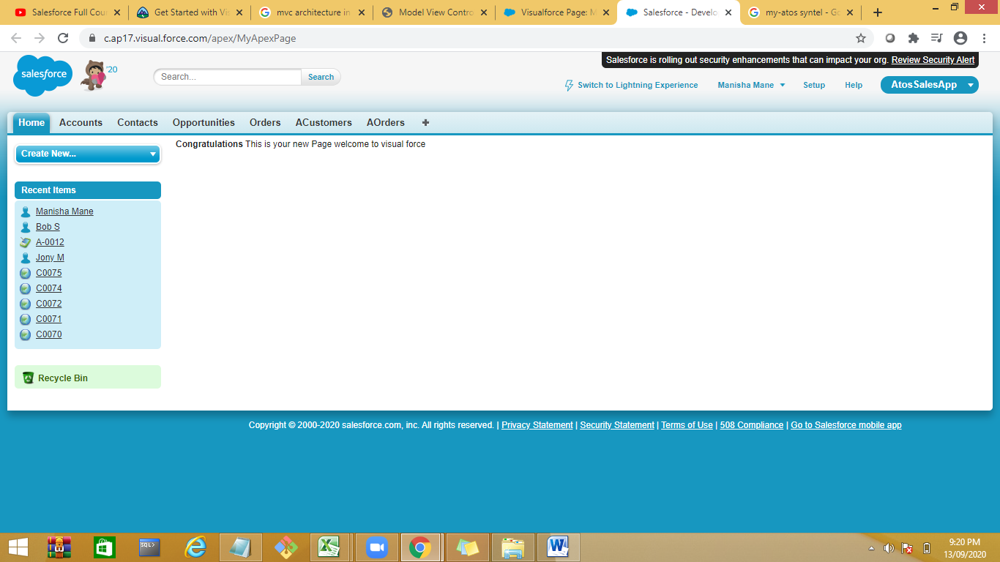 Salesforce Full Cour
Get Started with Vis
mvc architecture in
Model View Contro
Visualforce Page: M
Salesforce - Develo
my-atos syntel - Go
c.ap17.visual.force.com/apex/MyApexPage
salesforce
'20
Search...
Search
Salesforce is rolling out security enhancements that can impact your org. Review Security Alert
Switch to Lightning Experience
Manisha Mane
Setup
Help
AtosSalesApp
Home
Accounts
Contacts
Opportunities
Orders
ACustomers
AOrders
Create New...
Congratulations This is your new Page welcome to visual force
Recent Items
Manisha Mane
Bob S
A-0012
Jony M
C0075
C0074
C0072
C0071
C0070
Recycle Bin
Copyright © 2000-2020 salesforce.com, inc. All rights reserved. | Privacy Statement | Security Statement | Terms of Use | 508 Compliance | Go to Salesforce mobile app
SQL>
9:20 PM
13/09/2020